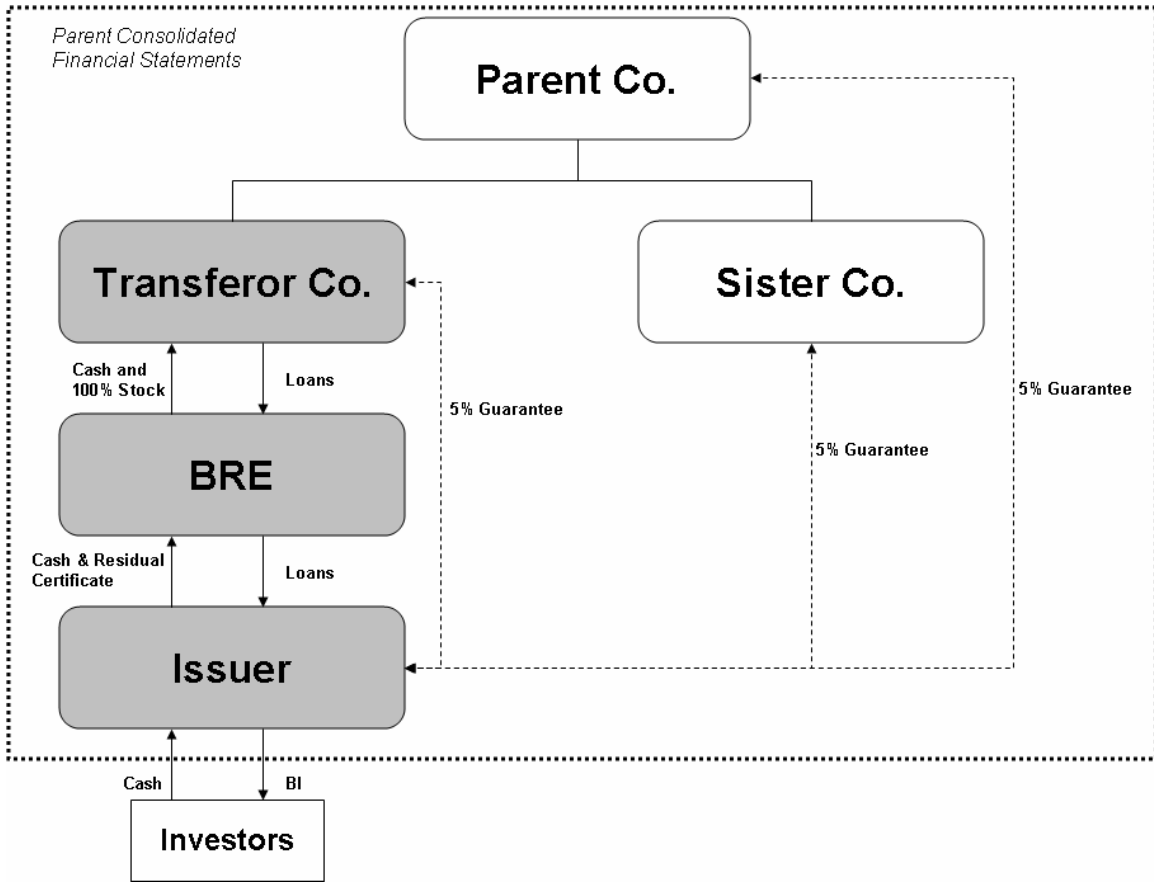 Parent Consolidated
Financial Statements
Parent Co.
Transferor Co.
Sister Co.
Cash and
100% Stock
Loans
5% Guarantee
5% Guarantee
5% Guarantee
BRE
Cash & Residual
Certificate
Loans
Issuer
Cash
BI
Investors